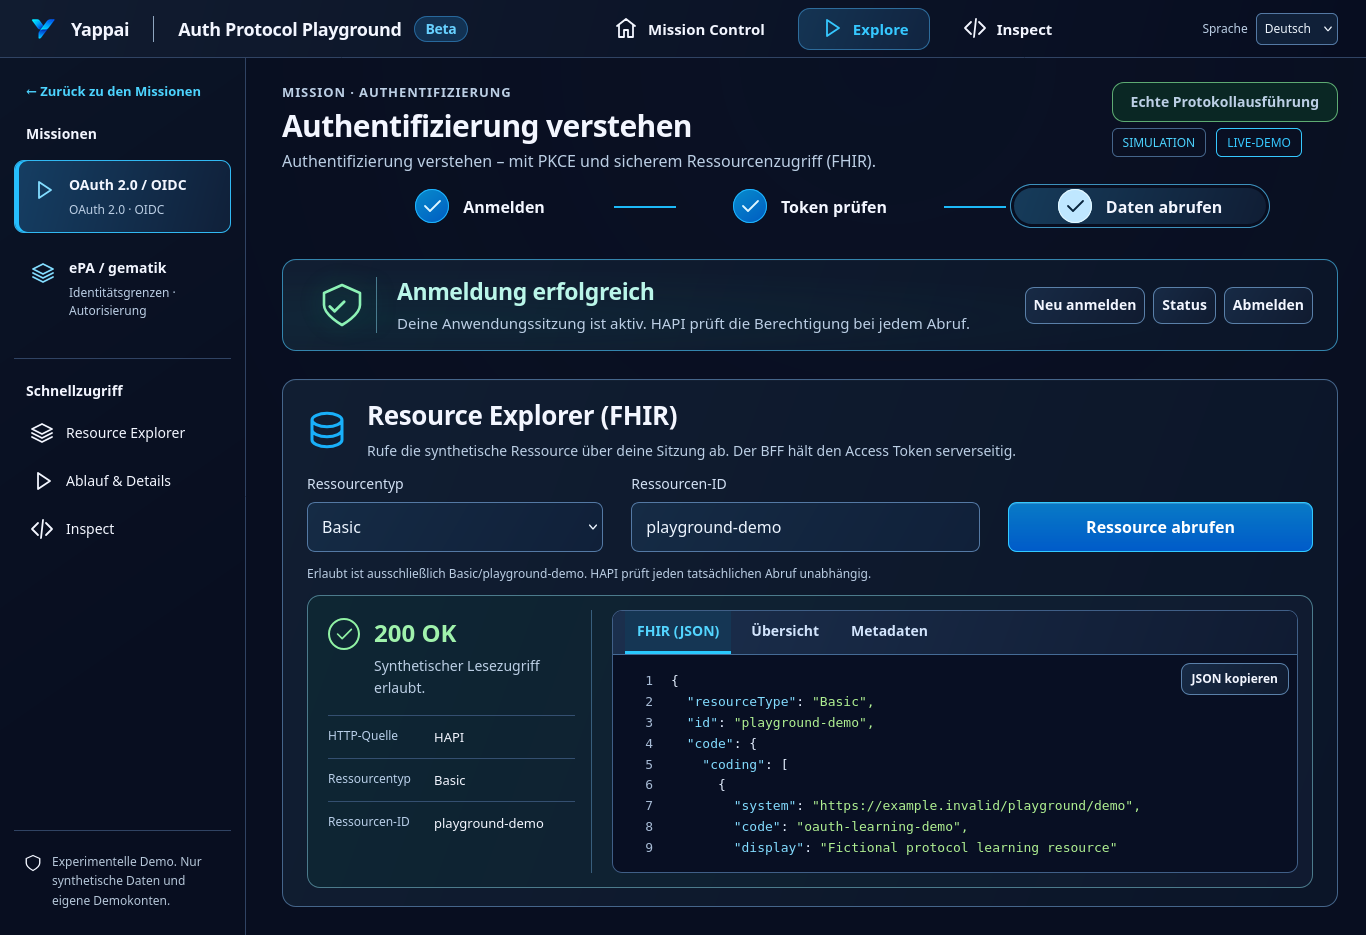 Yappai
Auth Protocol Playground
Beta
Mission Control
Explore
Inspect
Sprache
Deutsch
← Zurück zu den Missionen
Missionen
OAuth 2.0 / OIDC
OAuth 2.0 · OIDC
ePA / gematik
Identitätsgrenzen ·
Autorisierung
Schnellzugriff
Resource Explorer
Ablauf & Details
Inspect
Experimentelle Demo. Nur
synthetische Daten und
eigene Demokonten.
MISSION · AUTHENTIFIZIERUNG
Authentifizierung verstehen
Authentifizierung verstehen – mit PKCE und sicherem Ressourcenzugriff (FHIR).
Echte Protokollausführung
SIMULATION
LIVE-DEMO
Anmelden
Token prüfen
Daten abrufen
Anmeldung erfolgreich
Deine Anwendungssitzung ist aktiv. HAPI prüft die Berechtigung bei jedem Abruf.
Neu anmelden
Status
Abmelden
Resource Explorer (FHIR)
Rufe die synthetische Ressource über deine Sitzung ab. Der BFF hält den Access Token serverseitig.
Ressourcentyp
Ressourcen-ID
Basic
playground-demo
Ressource abrufen
Erlaubt ist ausschließlich Basic/playground-demo. HAPI prüft jeden tatsächlichen Abruf unabhängig.
200 OK
Synthetischer Lesezugriff
erlaubt.
HTTP-Quelle
HAPI
Ressourcentyp
Basic
Ressourcen-ID
playground-demo
FHIR (JSON)
Übersicht
Metadaten
JSON kopieren
1 {
2 "resourceType": "Basic",
3 "id": "playground-demo",
4 "code": {
5 "coding": [
6 {
7 "system": "https://example.invalid/playground/demo",
8 "code": "oauth-learning-demo",
9 "display": "Fictional protocol learning resource"